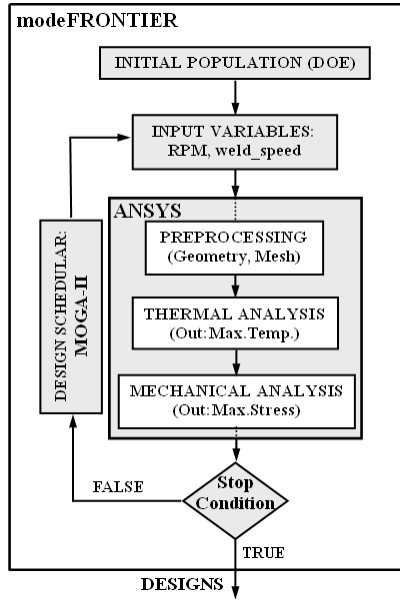 modeFRONTIER
INITIAL POPULATION (DOE)
INPUT VARIABLES:
RPM, weld_speed
ANSYS
PREPROCESSING
(Geometry, Mesh)
THERMAL ANALYSIS
(Out:Max.Temp.)
MECHANICAL ANALYSIS
(Out:Max.Stress)
DESIGN SCHEDULAR:
MOGA-II
Stop
Condition
FALSE
TRUE
DESIGNS